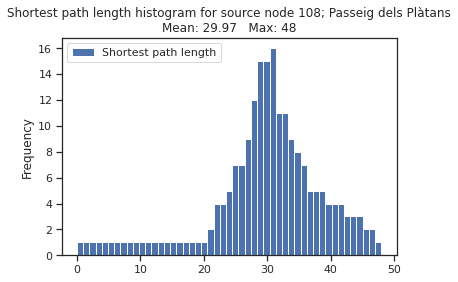 Shortest path length histogram for source node 108; Passeig dels Plàtans
Mean: 29.97   Max: 48
Shortest path length
Frequency
16
14
12
10
8
6
4
2
0
0 10 20 30 40 50